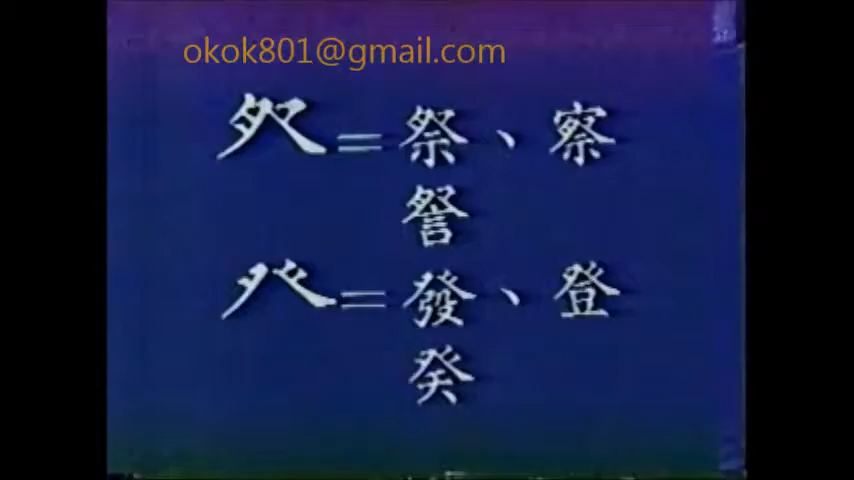 okok801@gmail.com
= 祭、察
詧
癶 = 發、登
癸